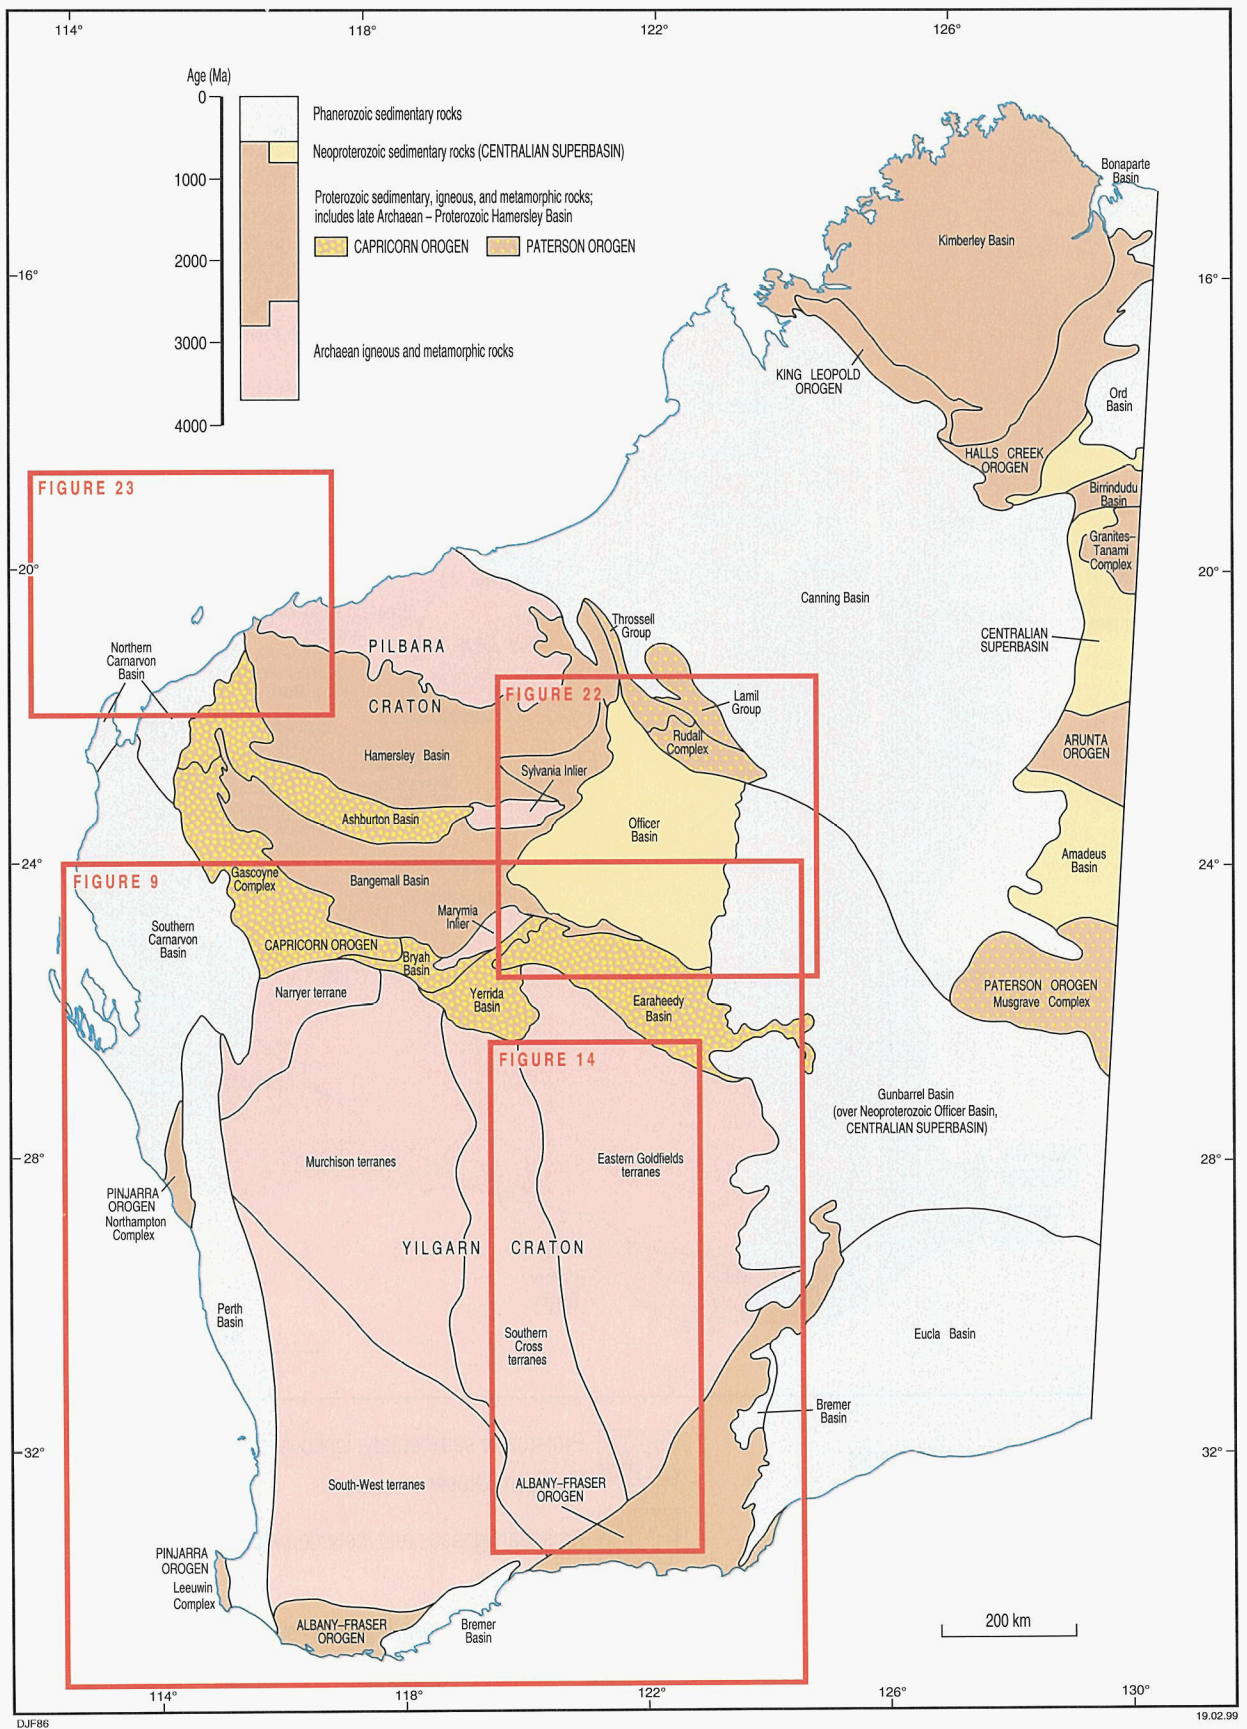 114°
118°
122°
126°
Age (Ma)
0
1000
2000
3000
4000
Phanerozoic sedimentary rocks
Neoproterozoic sedimentary rocks (CENTRALIAN SUPERBASIN)
Proterozoic sedimentary, igneous, and metamorphic rocks;
includes late Archaean – Proterozoic Hamersley Basin
CAPRICORN OROGEN
PATERSON OROGEN
Archaean igneous and metamorphic rocks
Bonaparte
Basin
Kimberley Basin
16°
16°
KING LEOPOLD
OROGEN
Ord
Basin
HALLS CREEK
OROGEN
Birrindudu
Basin
Granites–
Tanami
Complex
FIGURE 23
20°
20°
Canning Basin
CENTRALIAN
SUPERBASIN
Throssell
Group
PILBARA
CRATON
Northern
Carnarvon
Basin
FIGURE 22
Lamil
Group
Rudall
Complex
ARUNTA
OROGEN
Hamersley Basin
Sylvania Inlier
Ashburton Basin
Officer
Basin
24°
24°
Amadeus
Basin
FIGURE 9
Gascoyne
Complex
Bangemall Basin
Marymia
Inlier
Southern
Carnarvon
Basin
CAPRICORN OROGEN
Bryah
Basin
Narryer terrane
Yerrida
Basin
Earaheedy
Basin
PATERSON OROGEN
Musgrave Complex
FIGURE 14
Gunbarrel Basin
(over Neoproterozoic Officer Basin,
CENTRALIAN SUPERBASIN)
Murchison terranes
Eastern Goldfields
terranes
28°
28°
PINJARRA
OROGEN
Northampton
Complex
YILGARN CRATON
Perth
Basin
Southern
Cross
terranes
Eucla Basin
Bremer
Basin
32°
32°
South-West terranes
ALBANY–FRASER
OROGEN
PINJARRA
OROGEN
Leeuwin
Complex
ALBANY–FRASER
OROGEN
Bremer
Basin
200 km
114°
118°
122°
126°
130°
DJF86
19.02.99